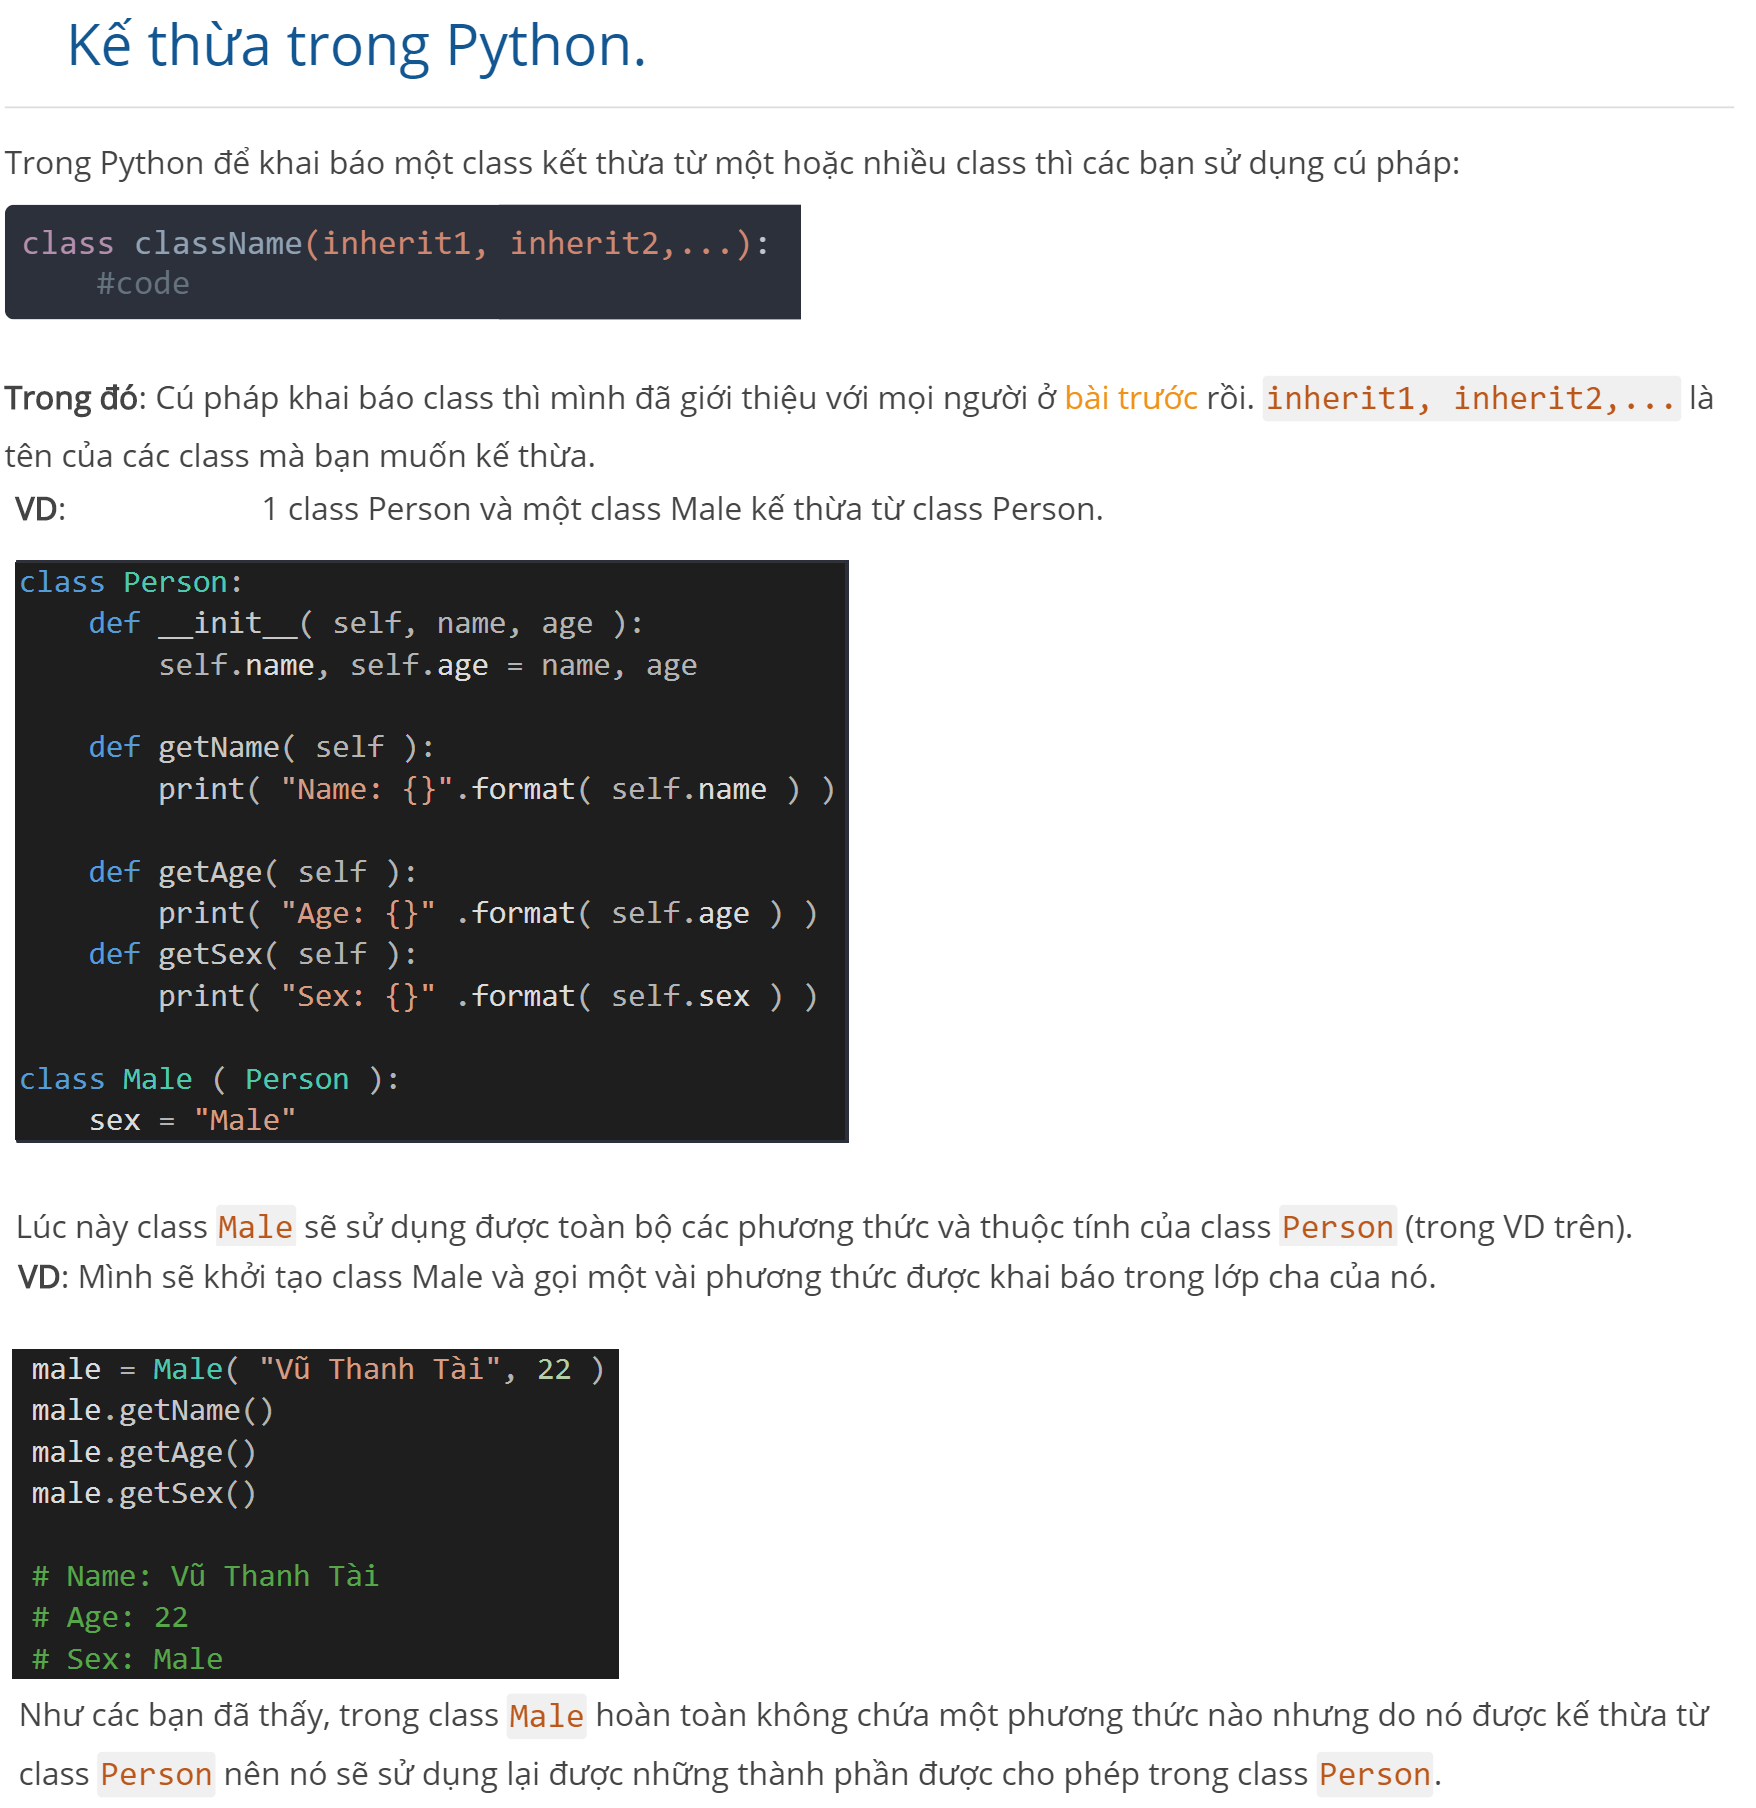 Kế thừa trong Python.
Trong Python để khai báo một class kết thừa từ một hoặc nhiều class thì các bạn sử dụng cú pháp:
class className(inherit1, inherit2,...):
    #code
Trong đó: Cú pháp khai báo class thì mình đã giới thiệu với mọi người ở bài trước rồi. inherit1, inherit2,... là
tên của các class mà bạn muốn kế thừa.
VD: 1 class Person và một class Male kế thừa từ class Person.
class Person:
    def __init__( self, name, age ):
        self.name, self.age = name, age
    def getName( self ):
        print( "Name: {}".format( self.name ) )
    def getAge( self ):
        print( "Age: {}" .format( self.age ) )
    def getSex( self ):
        print( "Sex: {}" .format( self.sex ) )
class Male ( Person ):
    sex = "Male"
Lúc này class Male sẽ sử dụng được toàn bộ các phương thức và thuộc tính của class Person (trong VD trên).
VD: Mình sẽ khởi tạo class Male và gọi một vài phương thức được khai báo trong lớp cha của nó.
male = Male( "Vũ Thanh Tài", 22 )
male.getName()
male.getAge()
male.getSex()
# Name: Vũ Thanh Tài
# Age: 22
# Sex: Male
Như các bạn đã thấy, trong class Male hoàn toàn không chứa một phương thức nào nhưng do nó được kế thừa từ
class Person nên nó sẽ sử dụng lại được những thành phần được cho phép trong class Person.